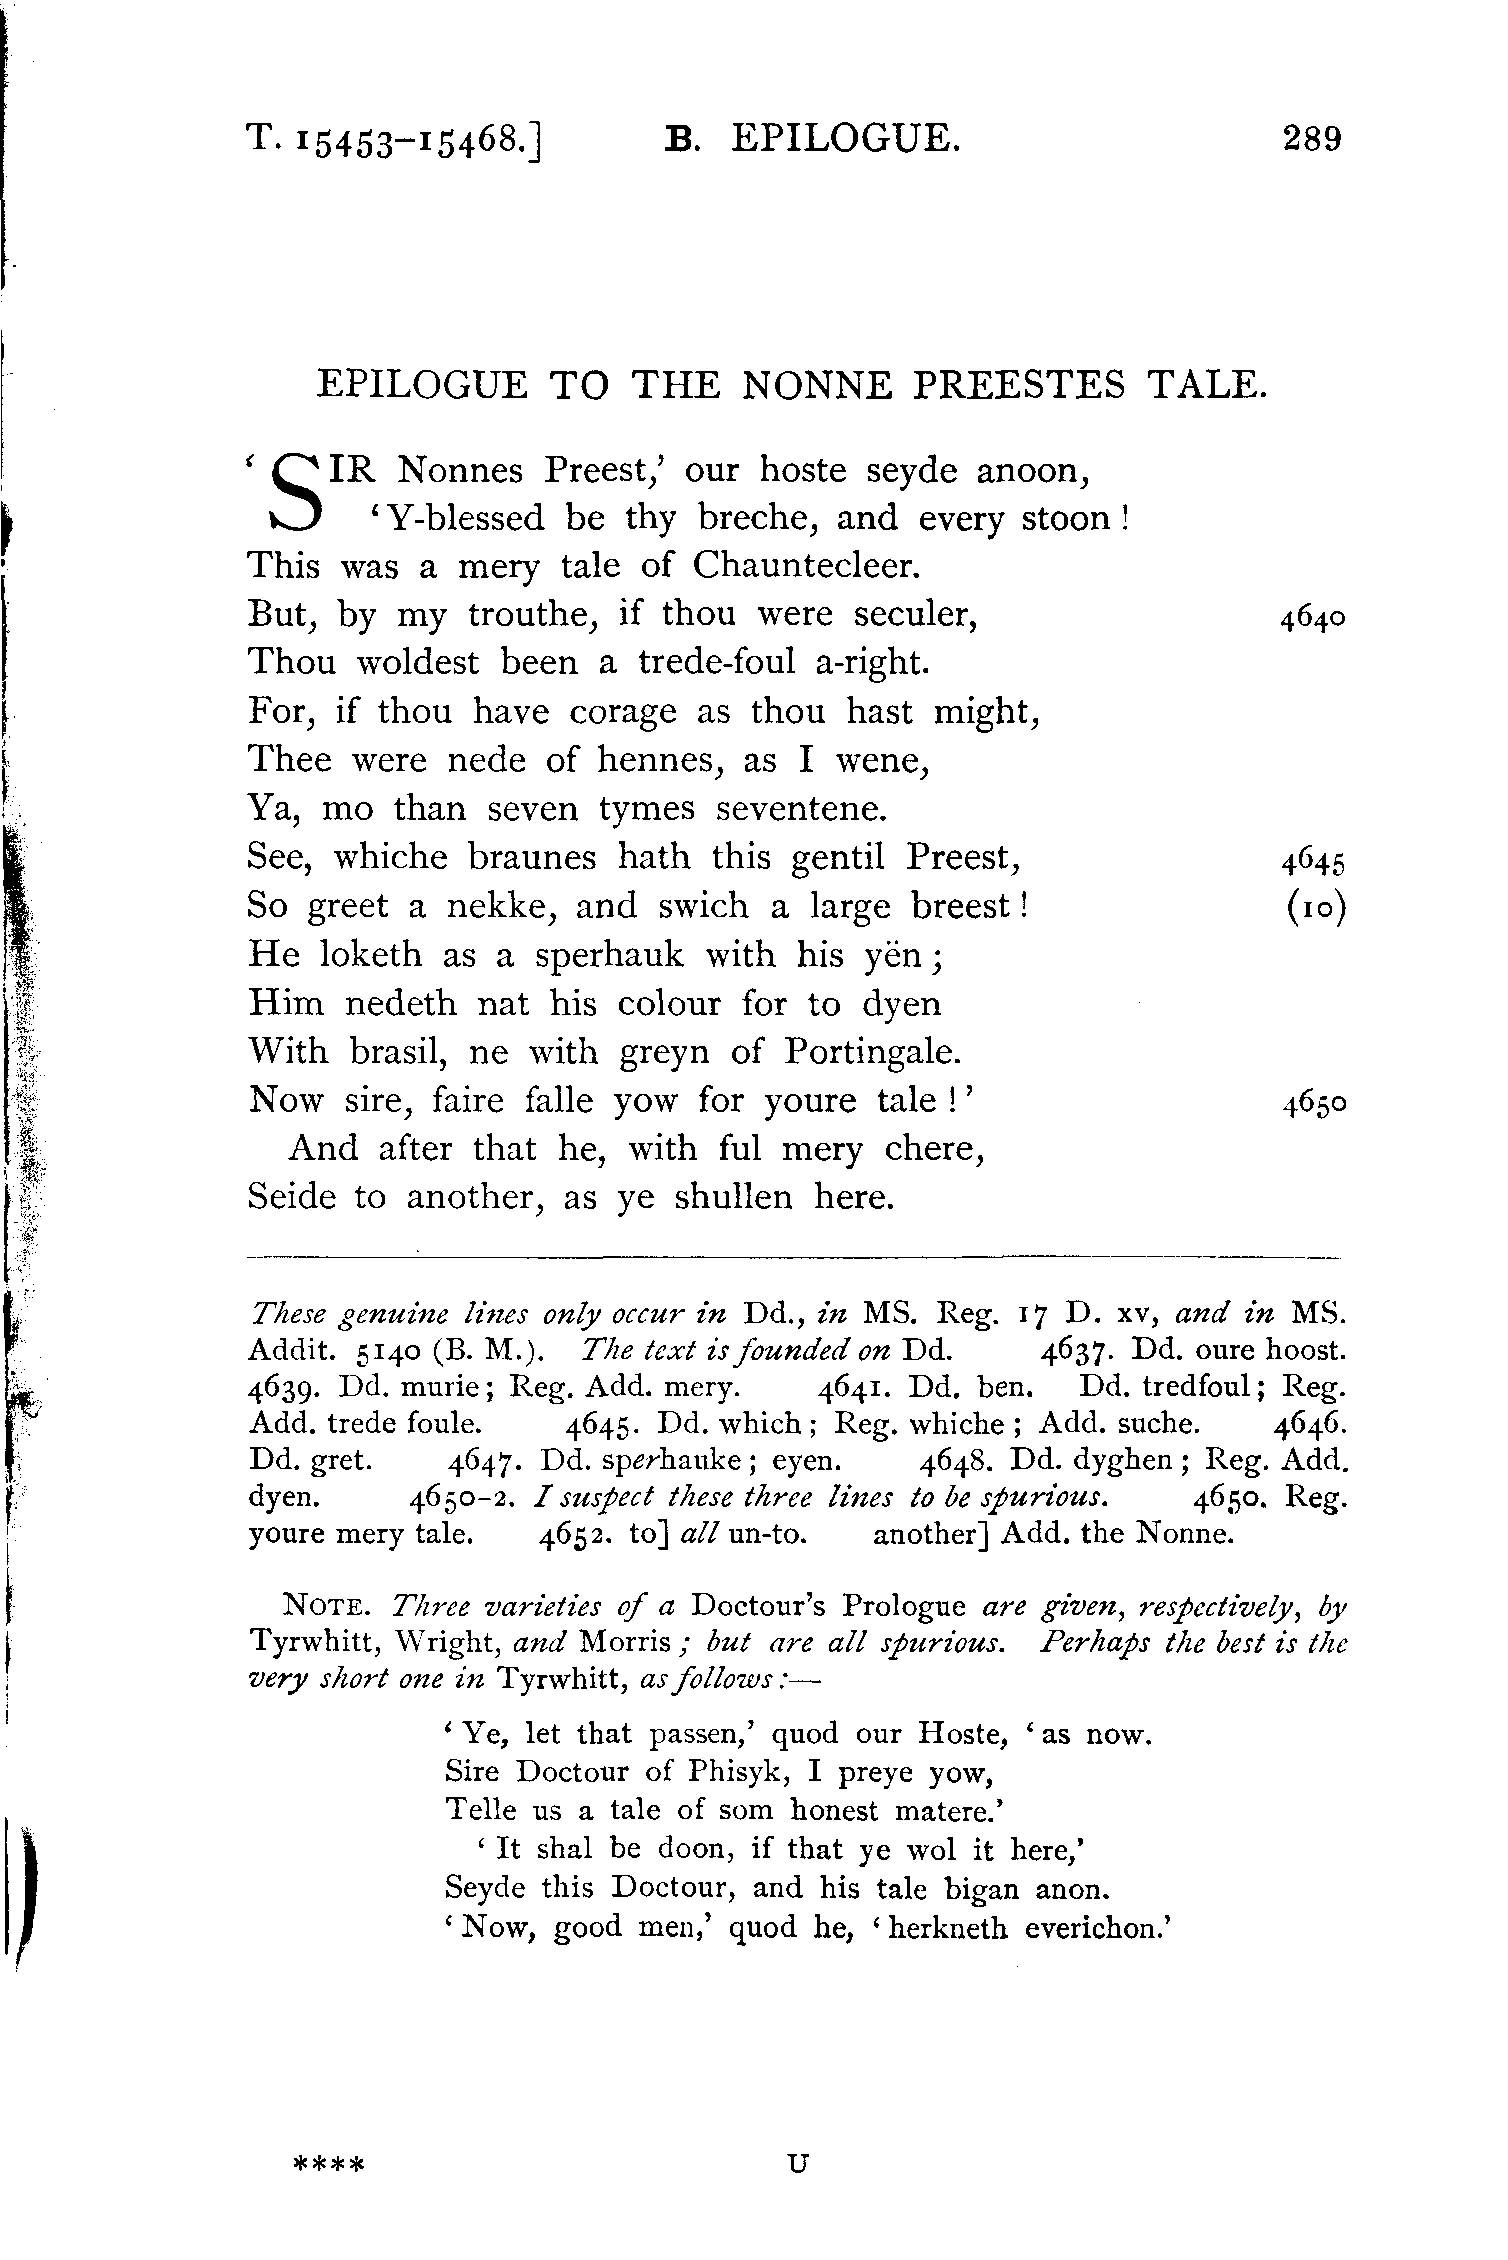 T. 15453-15468.] B. EPILOGUE. 289
EPILOGUE TO THE NONNE PREESTES TALE.
‘SIR Nonnes Preest,’ our hoste seyde anoon,
‘Y-blessed be thy breche, and every stoon!
This was a mery tale of Chauntecleer.
But, by my trouthe, if thou were seculer, 4640
Thou woldest been a trede-foul a-right.
For, if thou have corage as thou hast might,
Thee were nede of hennes, as I wene,
Ya, mo than seven tymes seventene.
See, whiche braunes hath this gentil Preest, 4645
So greet a nekke, and swich a large breest! (10)
He loketh as a sperhauk with his yën;
Him nedeth nat his colour for to dyen
With brasil, ne with greyn of Portingale.
Now sire, faire falle yow for youre tale!’ 4650
And after that he, with ful mery chere,
Seide to another, as ye shullen here.
These genuine lines only occur in Dd., in MS. Reg. 17 D. xv, and in MS.
Addit. 5140 (B. M.). The text is founded on Dd. 4637. Dd. oure hoost.
4639. Dd. murie; Reg. Add. mery. 4641. Dd. ben. Dd. tredfoul; Reg.
Add. trede foule. 4645. Dd. which; Reg. whiche; Add. suche. 4646.
Dd. gret. 4647. Dd. sperhauke; eyen. 4648. Dd. dyghen; Reg. Add.
dyen. 4650-2. I suspect these three lines to be spurious. 4650. Reg.
youre mery tale. 4652. to] all un-to. another] Add. the Nonne.
NOTE. Three varieties of a Doctour’s Prologue are given, respectively, by
Tyrwhitt, Wright, and Morris; but are all spurious. Perhaps the best is the
very short one in Tyrwhitt, as follows:—
‘Ye, let that passen,’ quod our Hoste, ‘as now.
Sire Doctour of Phisyk, I preye yow,
Telle us a tale of som honest matere.’
‘It shal be doon, if that ye wol it here,’
Seyde this Doctour, and his tale bigan anon.
‘Now, good men,’ quod he, ‘herkneth everichon.’
**** U